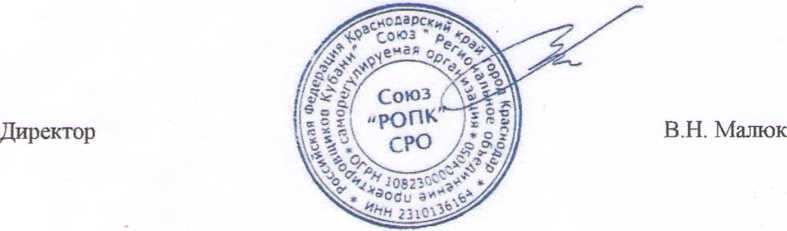 Директор
Российская Федерация Краснодарский край город Краснодар
* ИНН 2310136164 *
Союз "Региональное объединение проектировщиков Кубани"
* саморегулируемая организация *
ОГРН 1082300004050
Союз
"РОПК"
СРО
В.Н. Малюк